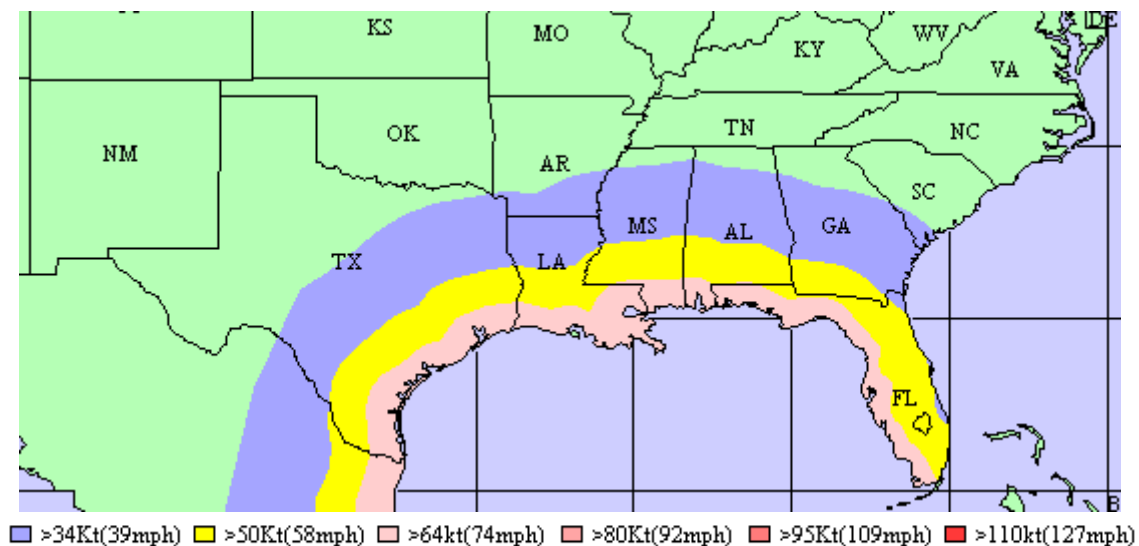 KS
MO
KY
WV
DE
VA
NM
OK
AR
TN
NC
SC
MS
AL
GA
TX
LA
FL
B
>34Kt(39mph) >50Kt(58mph) >64kt(74mph) >80Kt(92mph) >95Kt(109mph) >110kt(127mph)